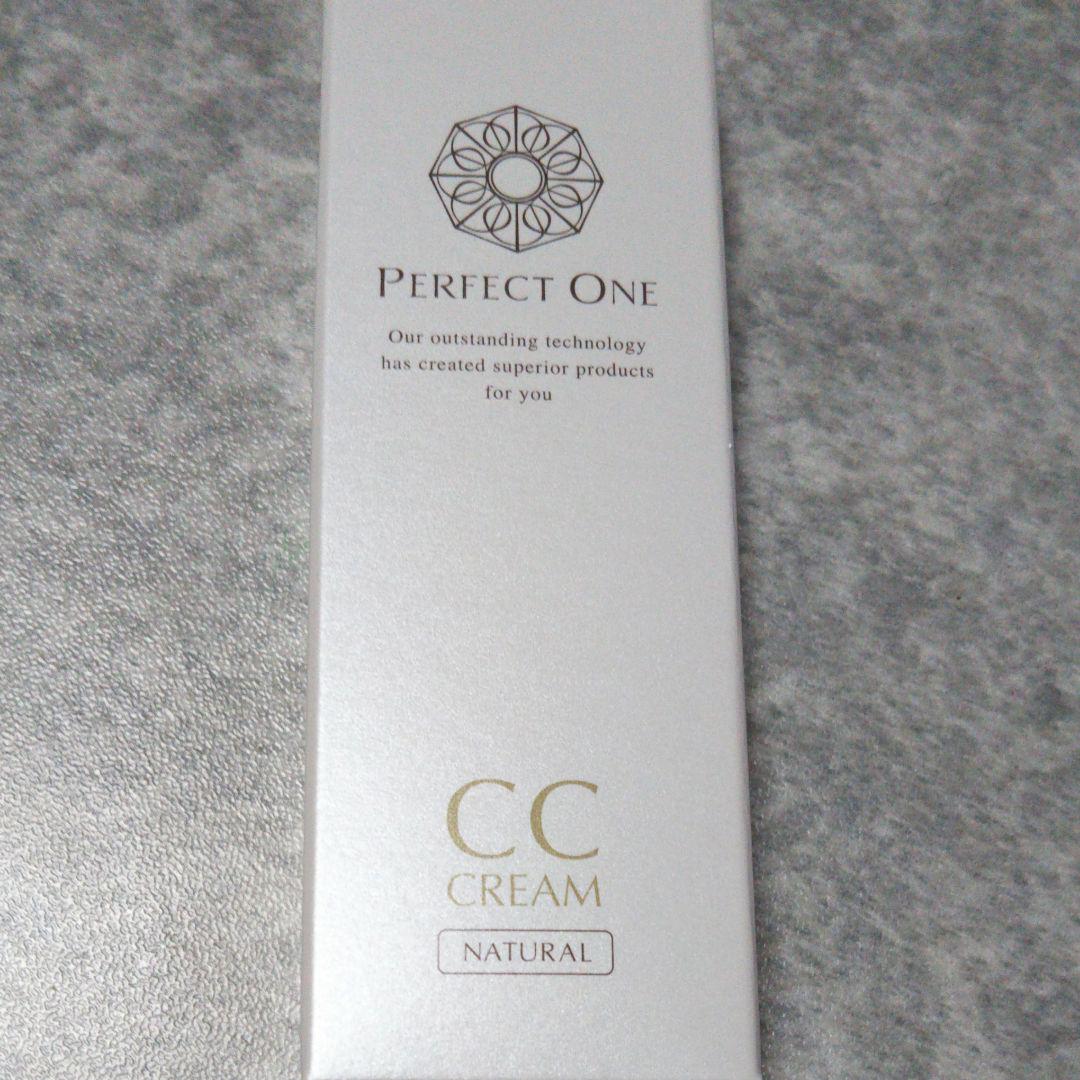 PERFECT ONE
Our outstanding technology
has created superior products
for you
CC
CREAM
NATURAL